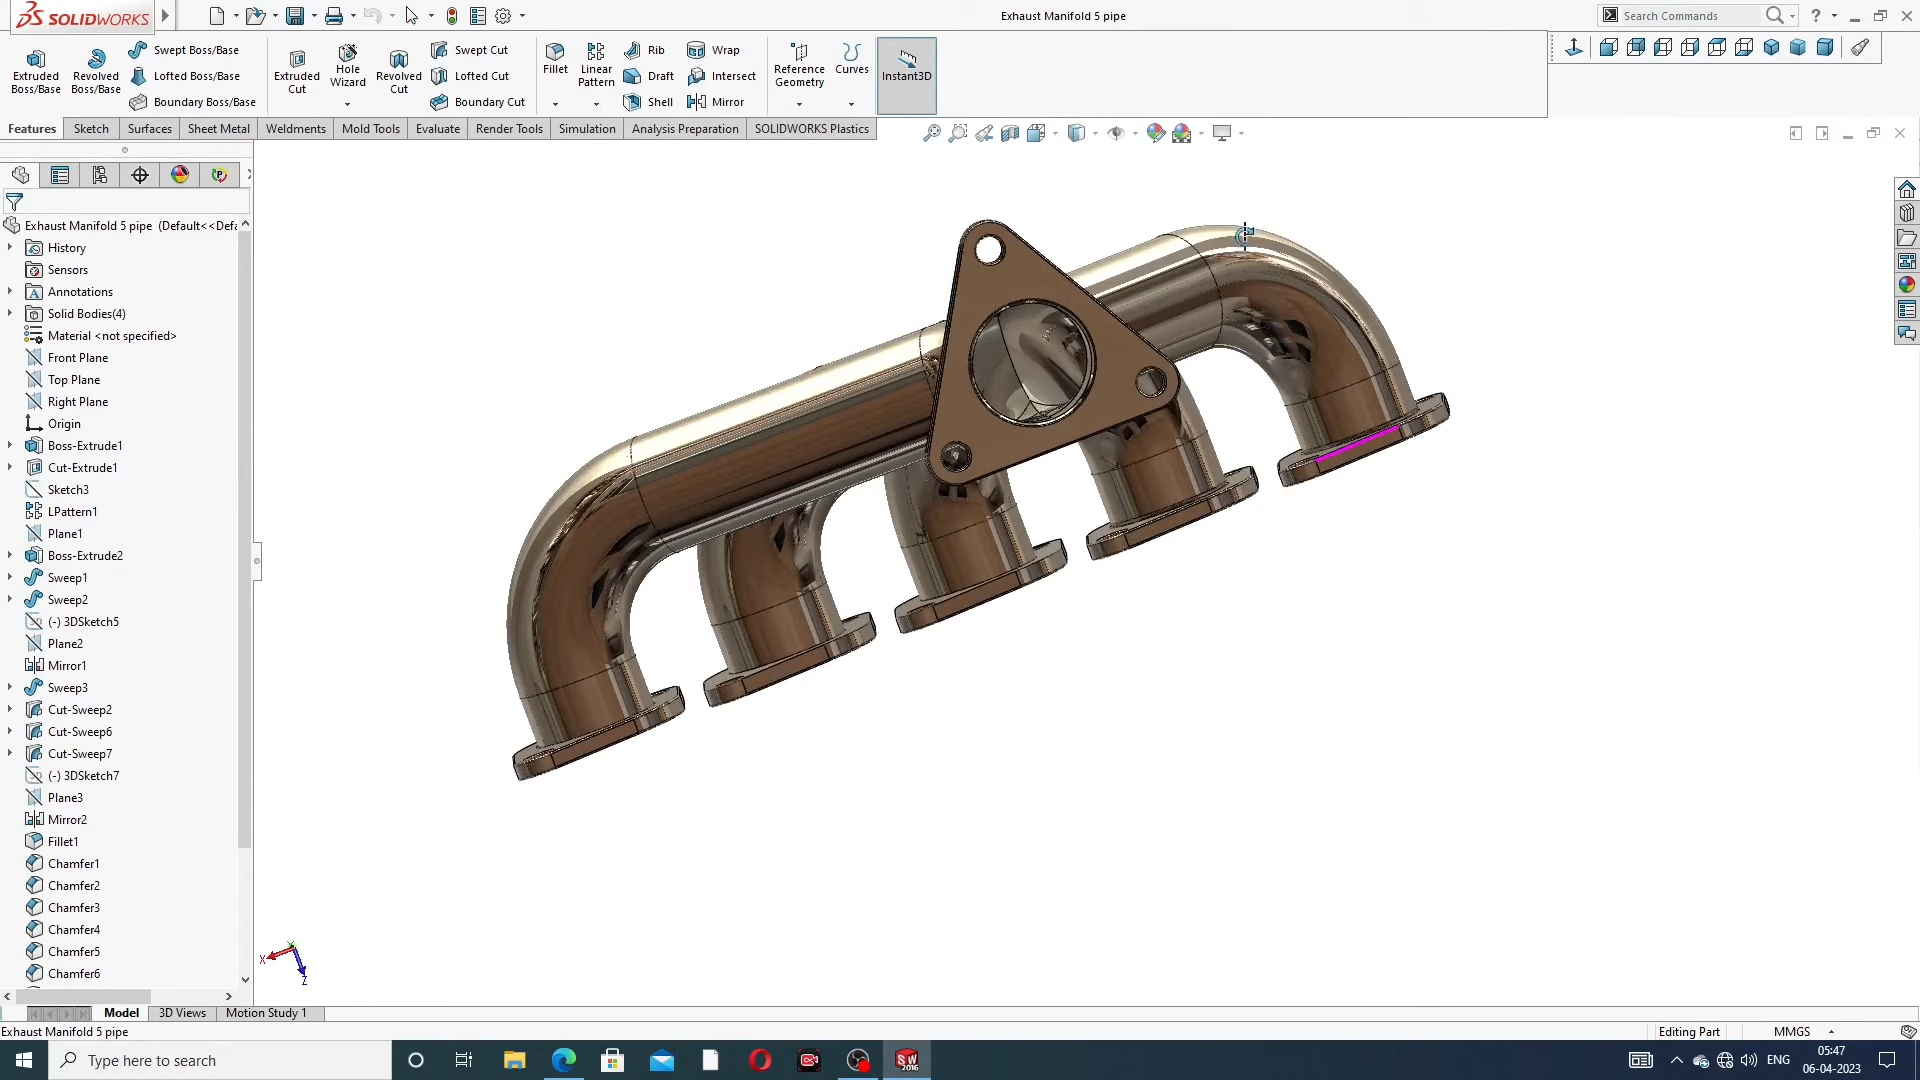 SOLIDWORKS
Exhaust Manifold 5 pipe
Search Commands
?
Extruded Boss/Base
Revolved Boss/Base
Swept Boss/Base
Lofted Boss/Base
Boundary Boss/Base
Extruded Cut
Hole Wizard
Revolved Cut
Swept Cut
Lofted Cut
Boundary Cut
Fillet
Linear Pattern
Rib
Draft
Shell
Wrap
Intersect
Mirror
Reference Geometry
Curves
Instant3D
Features
Sketch
Surfaces
Sheet Metal
Weldments
Mold Tools
Evaluate
Render Tools
Simulation
Analysis Preparation
SOLIDWORKS Plastics
Exhaust Manifold 5 pipe (Default<<Defa
History
Sensors
Annotations
Solid Bodies(4)
Material <not specified>
Front Plane
Top Plane
Right Plane
Origin
Boss-Extrude1
Cut-Extrude1
Sketch3
LPattern1
Plane1
Boss-Extrude2
Sweep1
Sweep2
(-) 3DSketch5
Plane2
Mirror1
Sweep3
Cut-Sweep2
Cut-Sweep6
Cut-Sweep7
(-) 3DSketch7
Plane3
Mirror2
Fillet1
Chamfer1
Chamfer2
Chamfer3
Chamfer4
Chamfer5
Chamfer6
X
Z
Model
3D Views
Motion Study 1
Exhaust Manifold 5 pipe
Editing Part
MMGS
Type here to search
SW
2016
ENG
05:47
06-04-2023